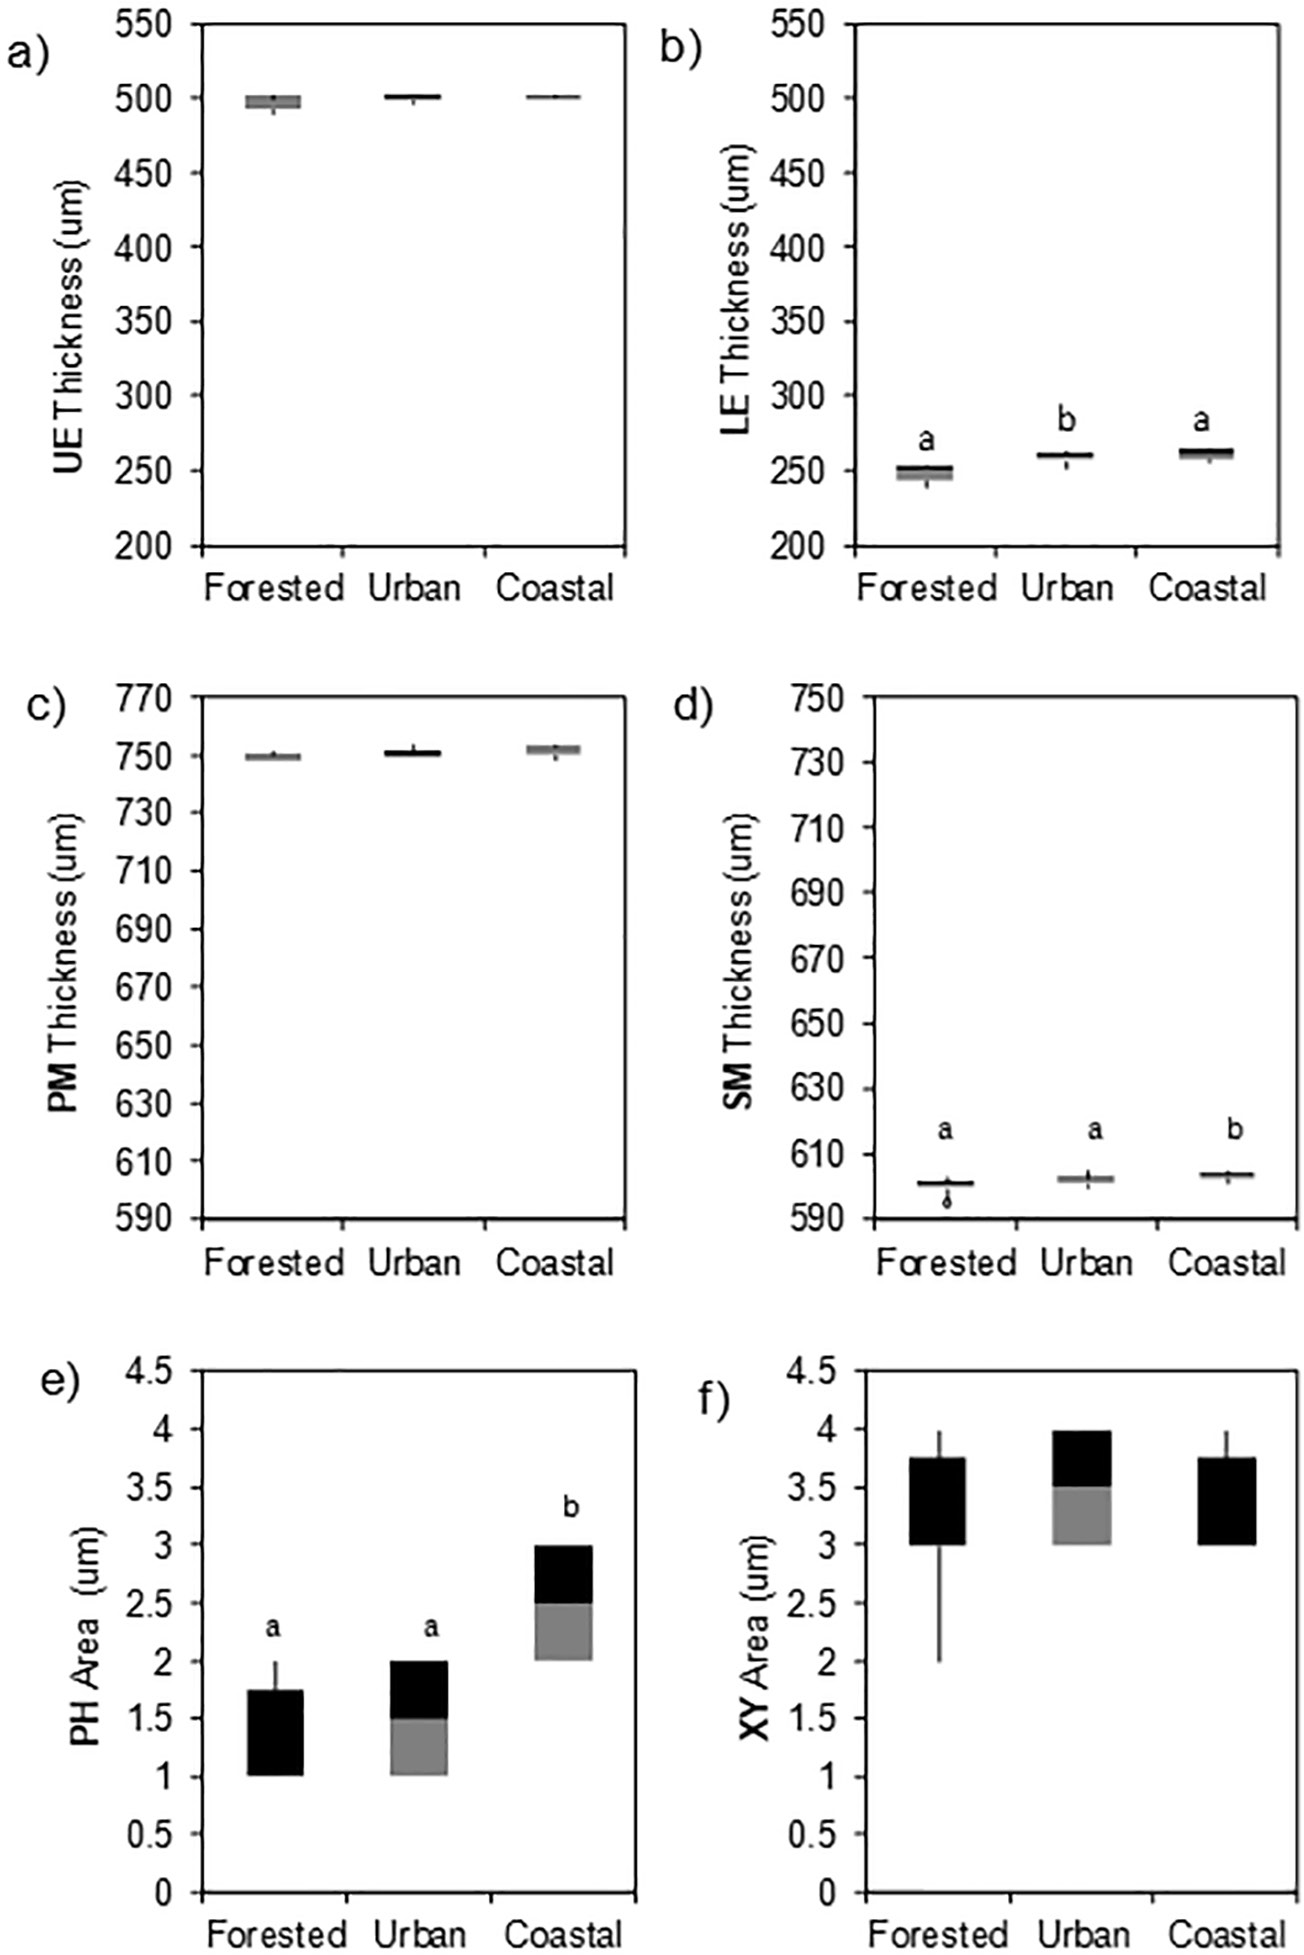 a)
UE Thickness (um)
550
500
450
400
350
300
250
200
Forested Urban Coastal
b)
LE Thickness (um)
550
500
450
400
350
300
250
200
a b a
Forested Urban Coastal
c)
PM Thickness (um)
770
750
730
710
690
670
650
630
610
590
Forested Urban Coastal
d)
SM Thickness (um)
750
730
710
690
670
650
630
610
590
a a b
Forested Urban Coastal
e)
PH Area (um)
4.5
4
3.5
3
2.5
2
1.5
1
0.5
0
a a b
Forested Urban Coastal
f)
XY Area (um)
4.5
4
3.5
3
2.5
2
1.5
1
0.5
0
Forested Urban Coastal